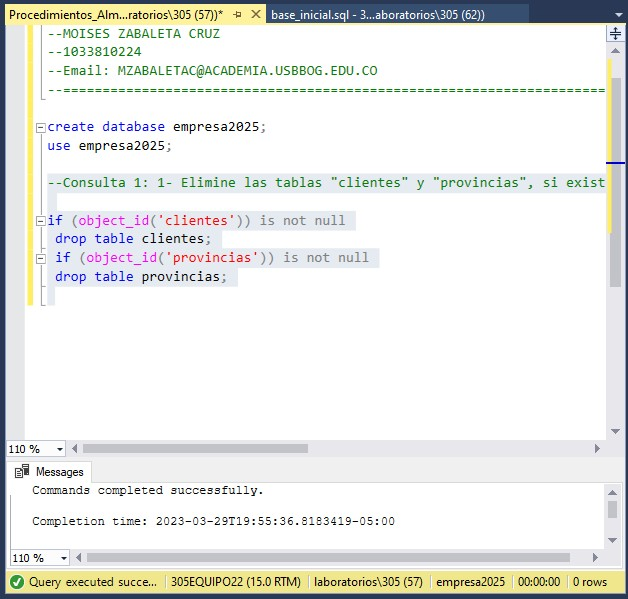 Procedimientos_Alm...ratorios\305 (57))*
base_inicial.sql - 3...aboratorios\305 (62))
--MOISES ZABALETA CRUZ
--1033810224
--Email: MZABALETAC@ACADEMIA.USBBOG.EDU.CO
--========================================================================
create database empresa2025;
use empresa2025;
--Consulta 1: 1- Elimine las tablas "clientes" y "provincias", si exist
if (object_id('clientes')) is not null
drop table clientes;
if (object_id('provincias')) is not null
drop table provincias;
110 %
Messages
Commands completed successfully.
Completion time: 2023-03-29T19:55:36.8183419-05:00
110 %
Query executed succe...
305EQUIPO22 (15.0 RTM)
laboratorios\305 (57)
empresa2025
00:00:00
0 rows